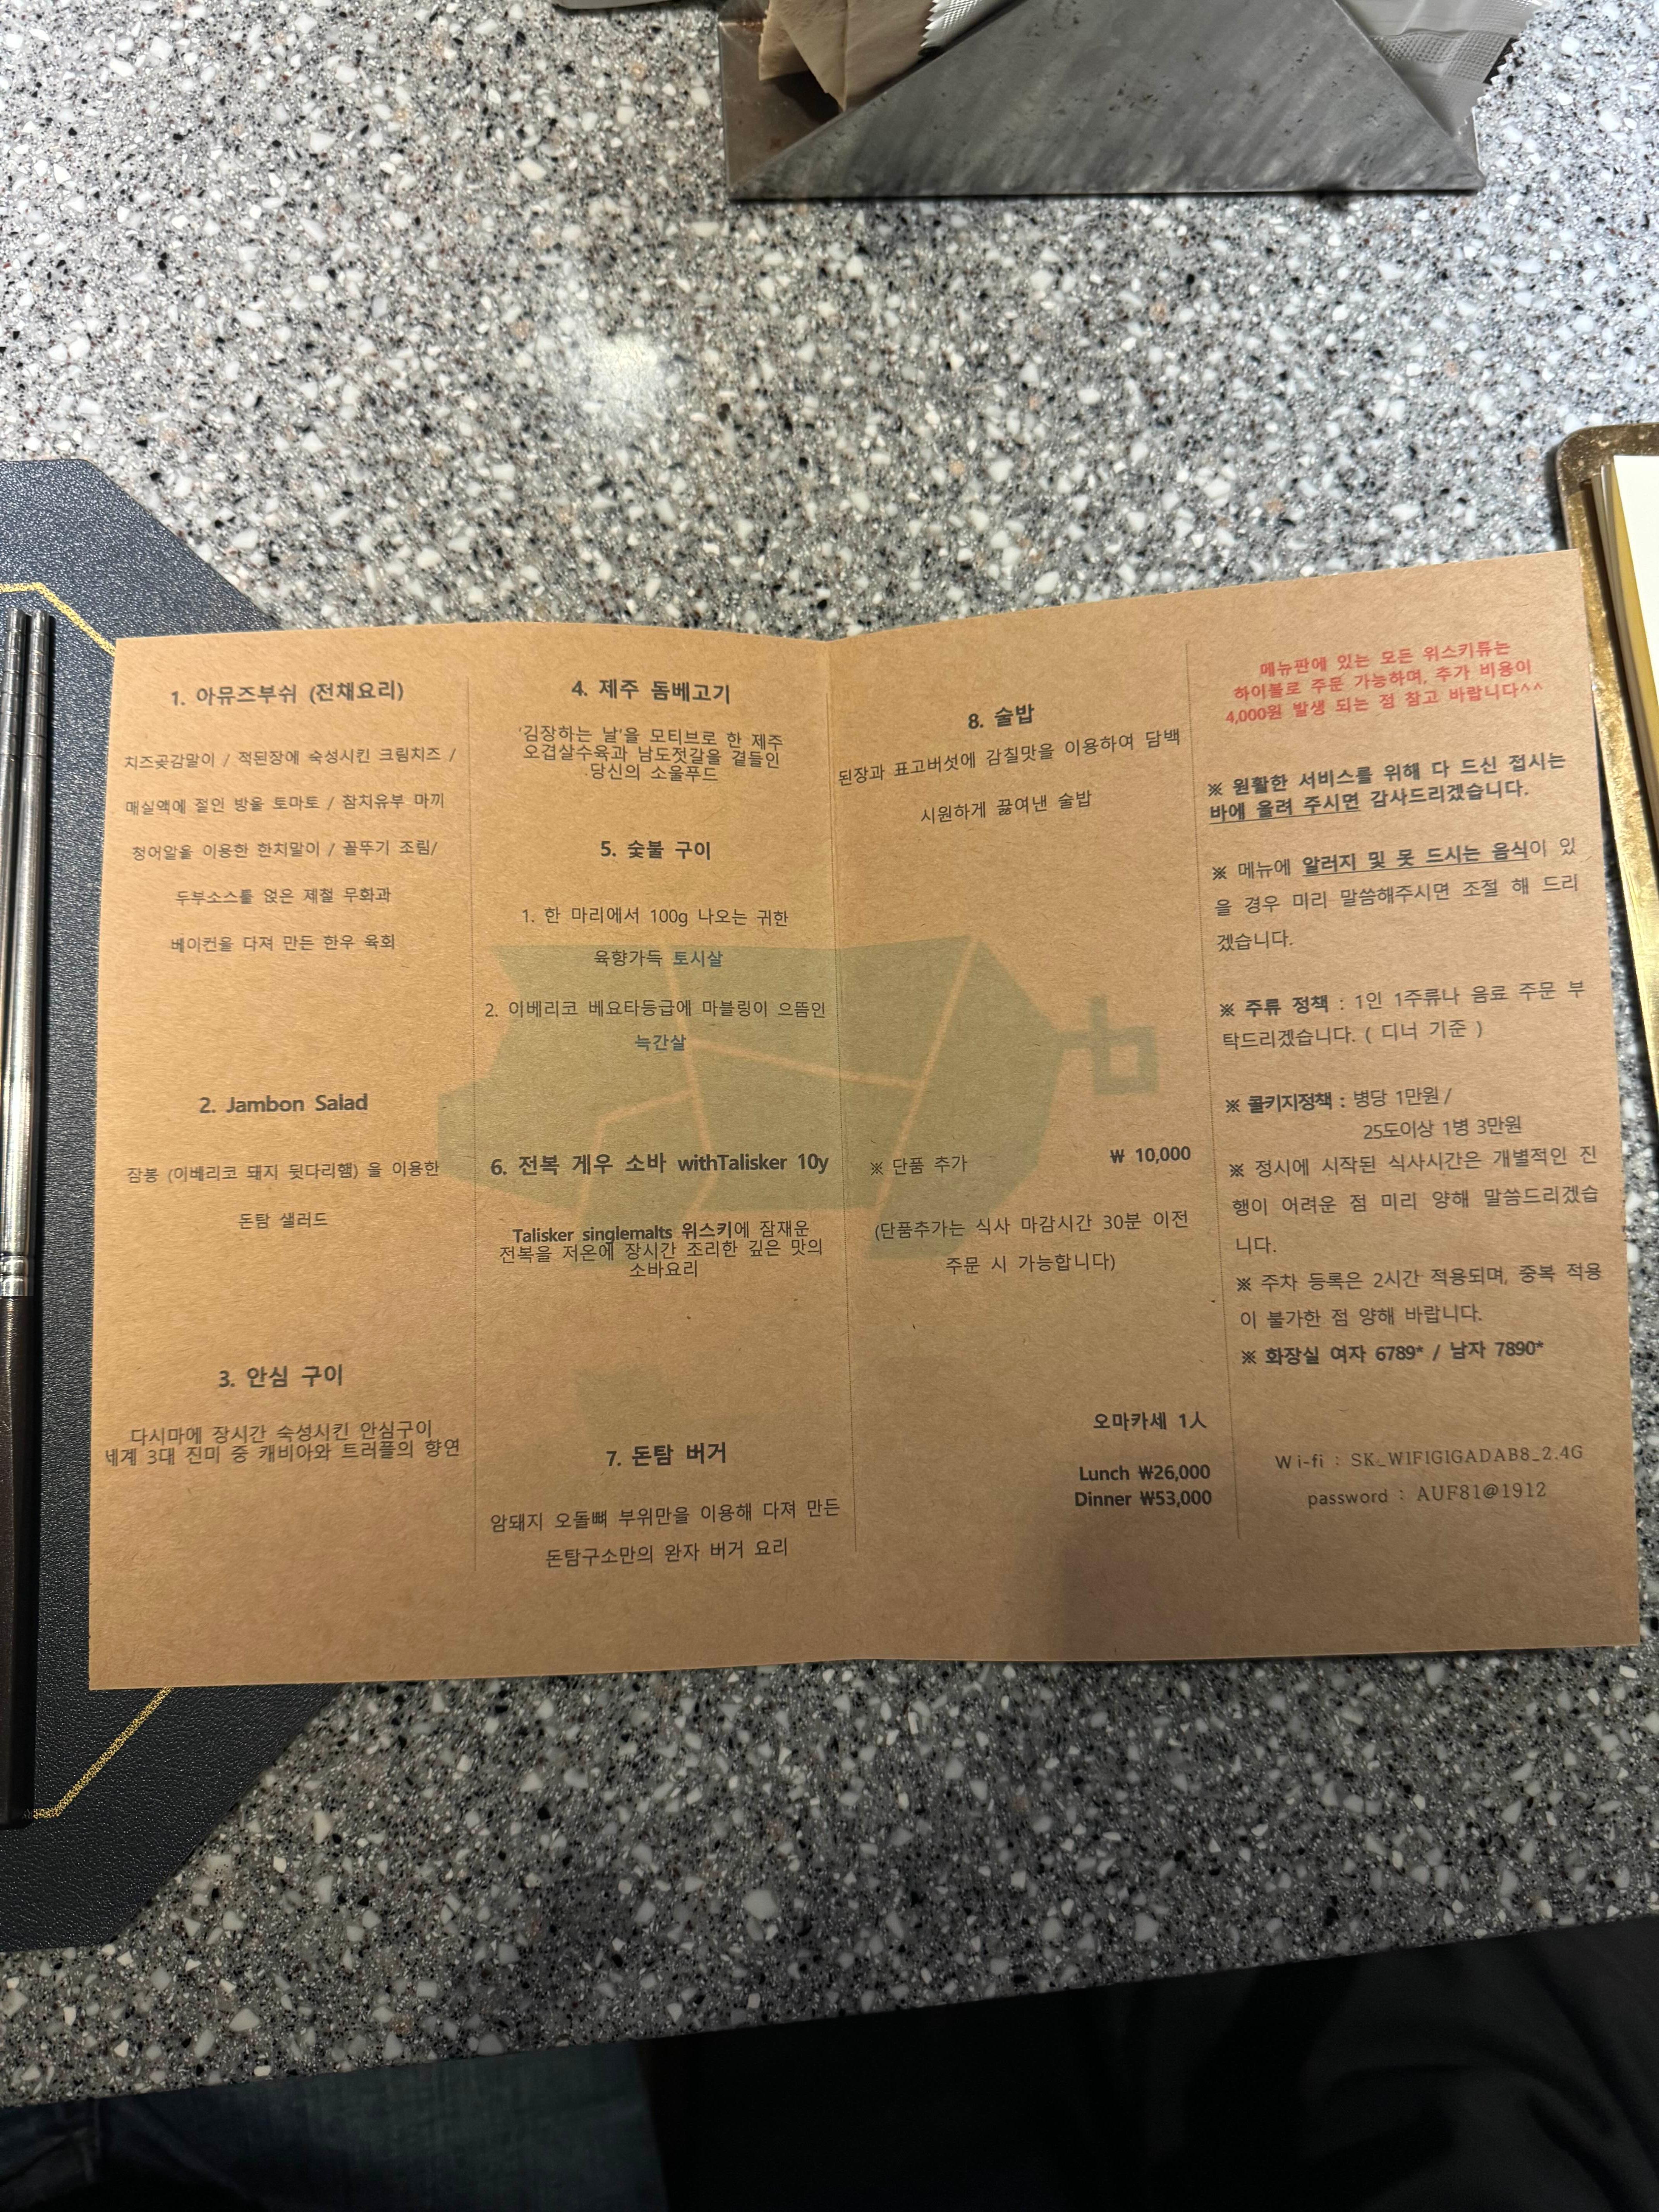 1. 아뮤즈부쉬 (전채요리)
치즈곶감말이 / 적된장에 숙성시킨 크림치즈 /
매실액에 절인 방울 토마토 / 참치유부 마끼
청어알을 이용한 한치말이 / 꼴뚜기 조림/
두부소스를 얹은 제철 무화과
베이컨을 다져 만든 한우 육회
2. Jambon Salad
잠봉 (이베리코 돼지 뒷다리햄) 을 이용한
돈탐 샐러드
3. 안심 구이
다시마에 장시간 숙성시킨 안심구이
세계 3대 진미 중 캐비아와 트러플의 향연
4. 제주 돔베고기
'김장하는 날'을 모티브로 한 제주
오겹살수육과 남도젓갈을 곁들인
당신의 소울푸드
5. 숯불 구이
1. 한 마리에서 100g 나오는 귀한
육향가득 토시살
2. 이베리코 베요타등급에 마블링이 으뜸인
늑간살
6. 전복 게우 소바 withTalisker 10y
Talisker singlemalts 위스키에 잠재운
전복을 저온에 장시간 조리한 깊은 맛의
소바요리
7. 돈탐 버거
암돼지 오돌뼈 부위만을 이용해 다져 만든
돈탐구소만의 완자 버거 요리
8. 술밥
된장과 표고버섯에 감칠맛을 이용하여 담백
시원하게 끓여낸 술밥
※ 단품 추가 ₩ 10,000
(단품추가는 식사 마감시간 30분 이전
주문 시 가능합니다)
오마카세 1人
Lunch ₩26,000
Dinner ₩53,000
메뉴판에 있는 모든 위스키류는
하이볼로 주문 가능하며, 추가 비용이
4,000원 발생 되는 점 참고 바랍니다^^
※ 원활한 서비스를 위해 다 드신 접시는
바에 올려 주시면 감사드리겠습니다.
※ 메뉴에 알러지 및 못 드시는 음식이 있
을 경우 미리 말씀해주시면 조절 해 드리
겠습니다.
※ 주류 정책 : 1인 1주류나 음료 주문 부
탁드리겠습니다. ( 디너 기준 )
※ 콜키지정책 : 병당 1만원 /
25도이상 1병 3만원
※ 정시에 시작된 식사시간은 개별적인 진
행이 어려운 점 미리 양해 말씀드리겠습
니다.
※ 주차 등록은 2시간 적용되며, 중복 적용
이 불가한 점 양해 바랍니다.
※ 화장실 여자 6789* / 남자 7890*
Wi-fi : SK_WIFIGIGADAB8_2.4G
password : AUF81@1912